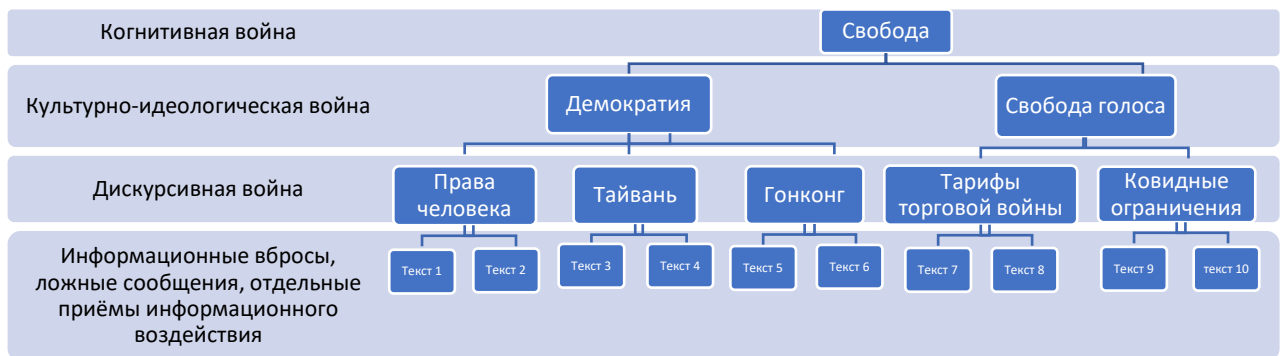 Когнитивная война
Свобода
Культурно-идеологическая война
Демократия
Свобода голоса
Дискурсивная война
Права
человека
Тайвань
Гонконг
Тарифы
торговой войны
Ковидные
ограничения
Информационные вбросы,
ложные сообщения, отдельные
приёмы информационного
воздействия
Текст 1
Текст 2
Текст 3
Текст 4
Текст 5
Текст 6
Текст 7
Текст 8
Текст 9
текст 10